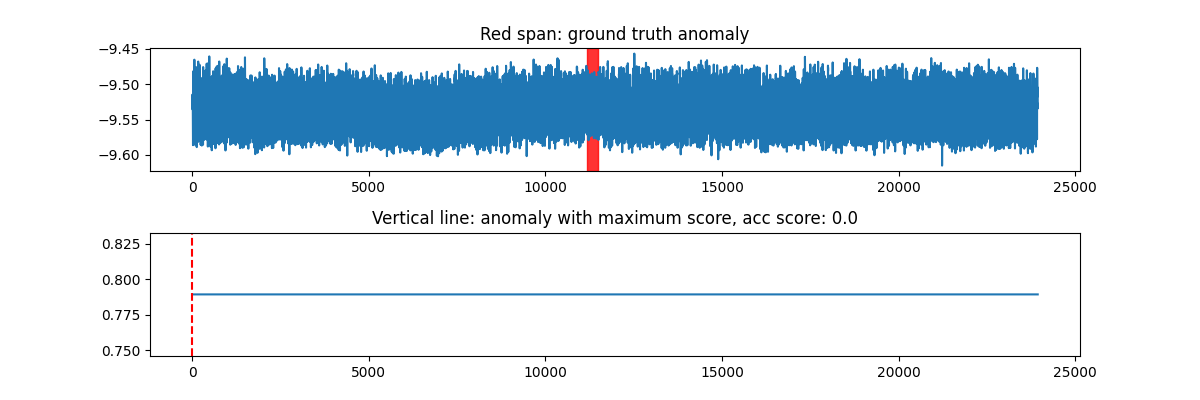 Red span: ground truth anomaly
−9.45
−9.50
−9.55
−9.60
0 5000 10000 15000 20000 25000
Vertical line: anomaly with maximum score, acc score: 0.0
0.825
0.800
0.775
0.750
0 5000 10000 15000 20000 25000